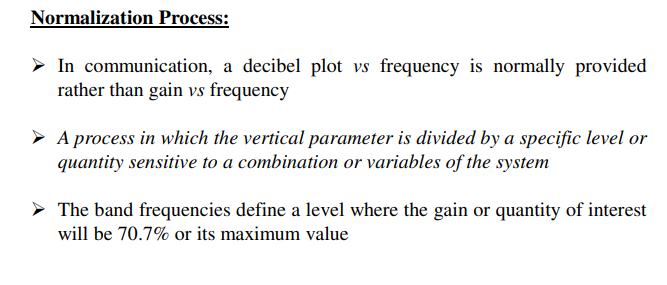 Normalization Process:
➢ In communication, a decibel plot vs frequency is normally provided
rather than gain vs frequency
➢ A process in which the vertical parameter is divided by a specific level or
quantity sensitive to a combination or variables of the system
➢ The band frequencies define a level where the gain or quantity of interest
will be 70.7% or its maximum value